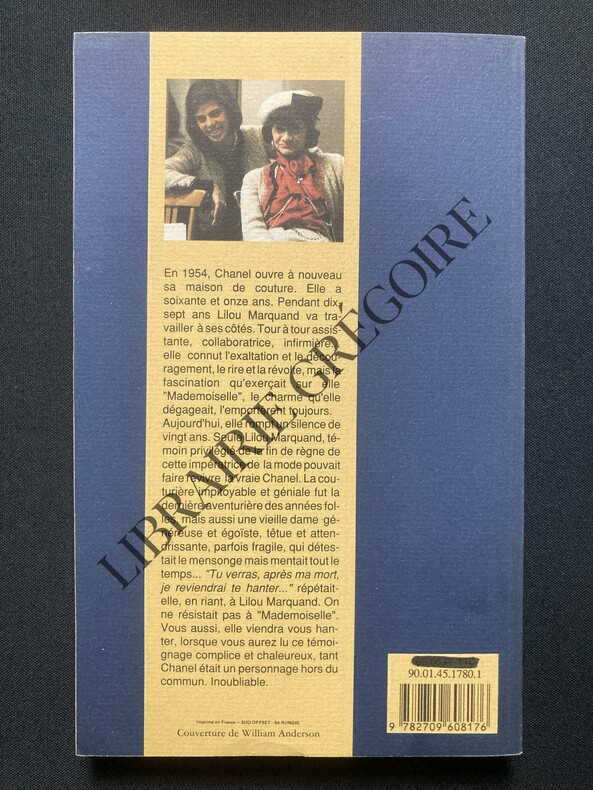 En 1954, Chanel ouvre à nouveau
sa maison de couture. Elle a
soixante et onze ans. Pendant dix-
sept ans Lilou Marquand va tra-
vailler à ses côtés. Tour à tour assis-
tante, collaboratrice, infirmière...
elle connut l'exaltation et le décou-
ragement, le rire et la révolte, mais la
fascination qu'exerçait sur elle
"Mademoiselle", le charme qu'elle
dégageait, l'emportèrent toujours.
Aujourd'hui, elle rompt un silence de
vingt ans. Seule Lilou Marquand, té-
moin privilégié de la fin de règne de
cette impératrice de la mode pouvait
faire revivre la vraie Chanel. La cou-
turière impitoyable et géniale fut la
dernière aventurière des années fol-
les, mais aussi une vieille dame gé-
néreuse et égoïste, têtue et atten-
drissante, parfois fragile, qui détes-
tait le mensonge mais mentait tout le
temps... "Tu verras, après ma mort,
je reviendrai te hanter..." répétait-
elle, en riant, à Lilou Marquand. On
ne résistait pas à "Mademoiselle".
Vous aussi, elle viendra vous han-
ter, lorsque vous aurez lu ce témoi-
gnage complice et chaleureux, tant
Chanel était un personnage hors du
commun. Inoubliable.
Imprimé en France – SUD-OFFSET - 94 RUNGIS
Couverture de William Anderson
90.01.45.1780.1
9 782709 608176
LIBRAIRIE GRÉGOIRE